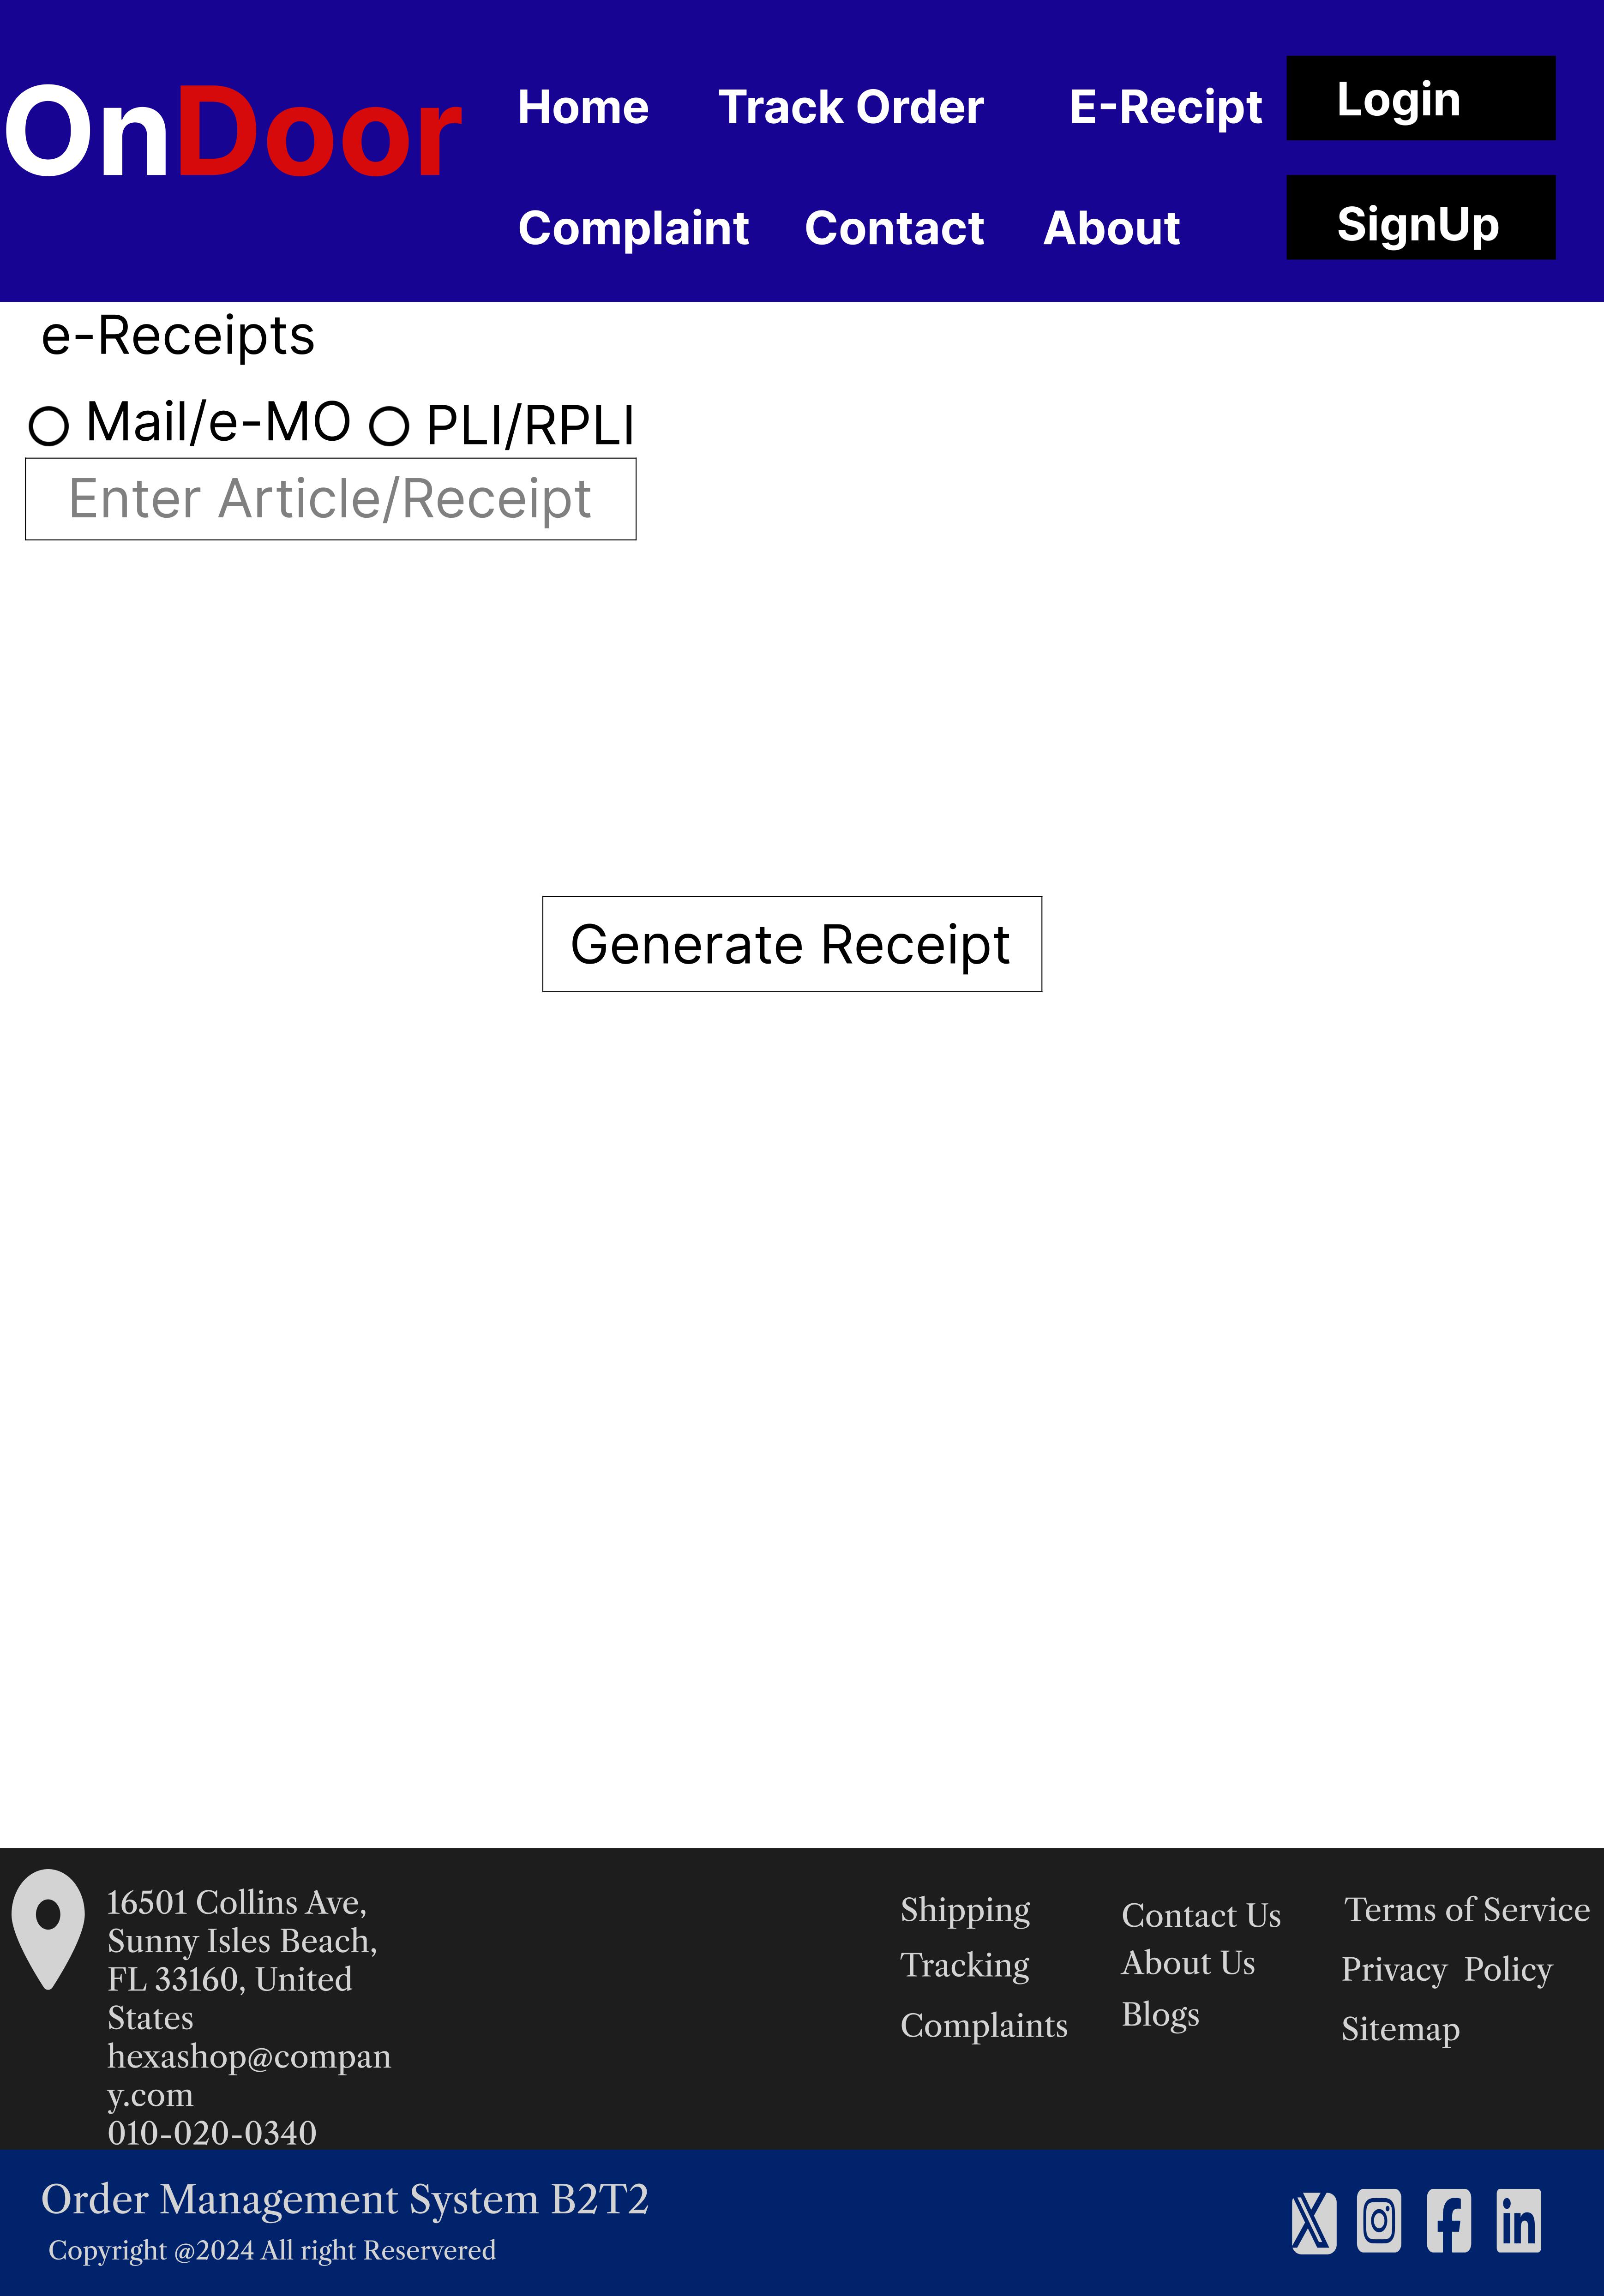 OnDoor
Home Track Order E-Recipt Login
Complaint Contact About SignUp
e-Receipts
Mail/e-MO PLI/RPLI
Enter Article/Receipt
Generate Receipt
16501 Collins Ave,
Sunny Isles Beach,
FL 33160, United
States
hexashop@compan
y.com
010-020-0340
Shipping
Tracking
Complaints
Contact Us
About Us
Blogs
Terms of Service
Privacy Policy
Sitemap
Order Management System B2T2
Copyright @2024 All right Reservered